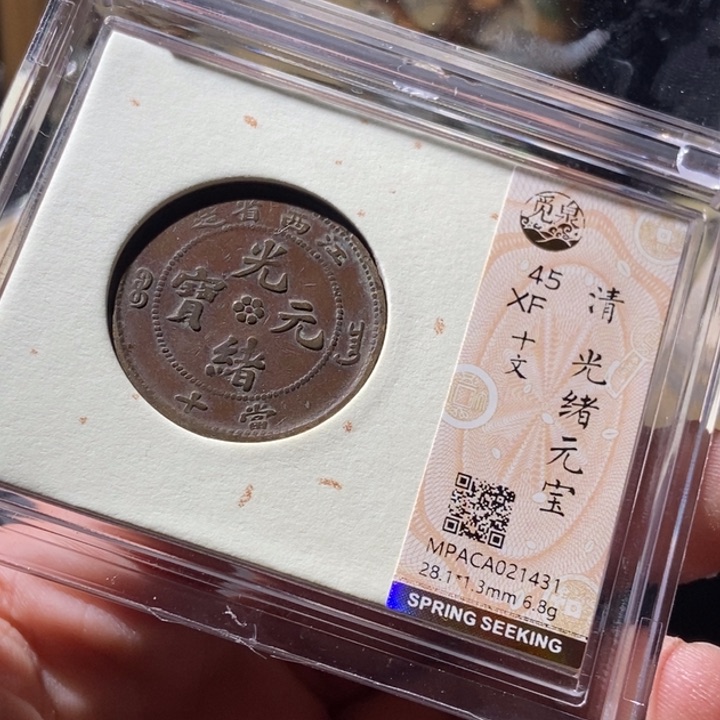 江西省造
光緒元寶
當十
觅泉
45
XF
十文
清 光緒元宝
MPACA021431
28.1*1.3mm 6.8g
SPRING SEEKING